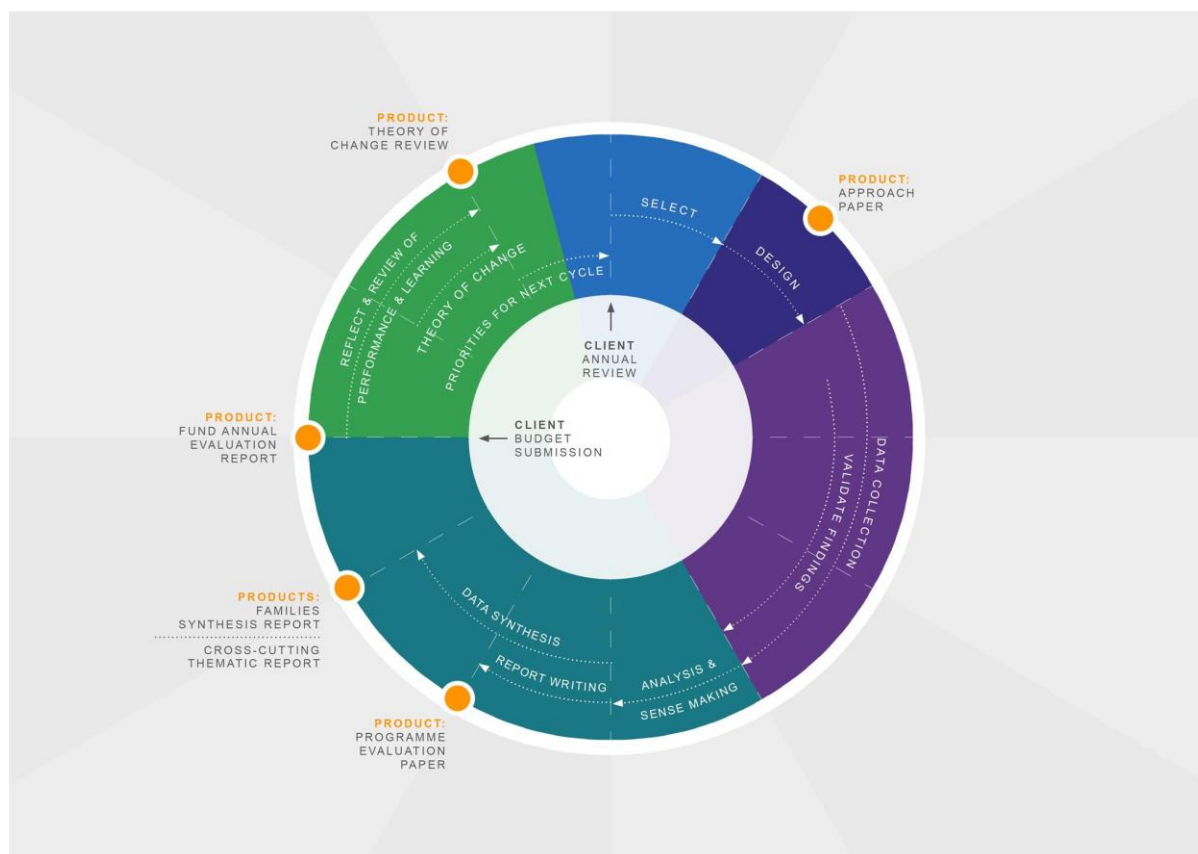 PRODUCT:
THEORY OF
CHANGE REVIEW
PRODUCT:
APPROACH
PAPER
SELECT
DESIGN
REFLECT & REVIEW OF
PERFORMANCE & LEARNING
THEORY OF CHANGE
PRIORITIES FOR NEXT CYCLE
CLIENT
ANNUAL
REVIEW
PRODUCT:
FUND ANNUAL
EVALUATION
REPORT
CLIENT
BUDGET
SUBMISSION
DATA COLLECTION
VALIDATE FINDINGS
PRODUCTS:
FAMILIES
SYNTHESIS REPORT
CROSS-CUTTING
THEMATIC REPORT
DATA SYNTHESIS
REPORT WRITING
ANALYSIS &
SENSE MAKING
PRODUCT:
PROGRAMME
EVALUATION
PAPER